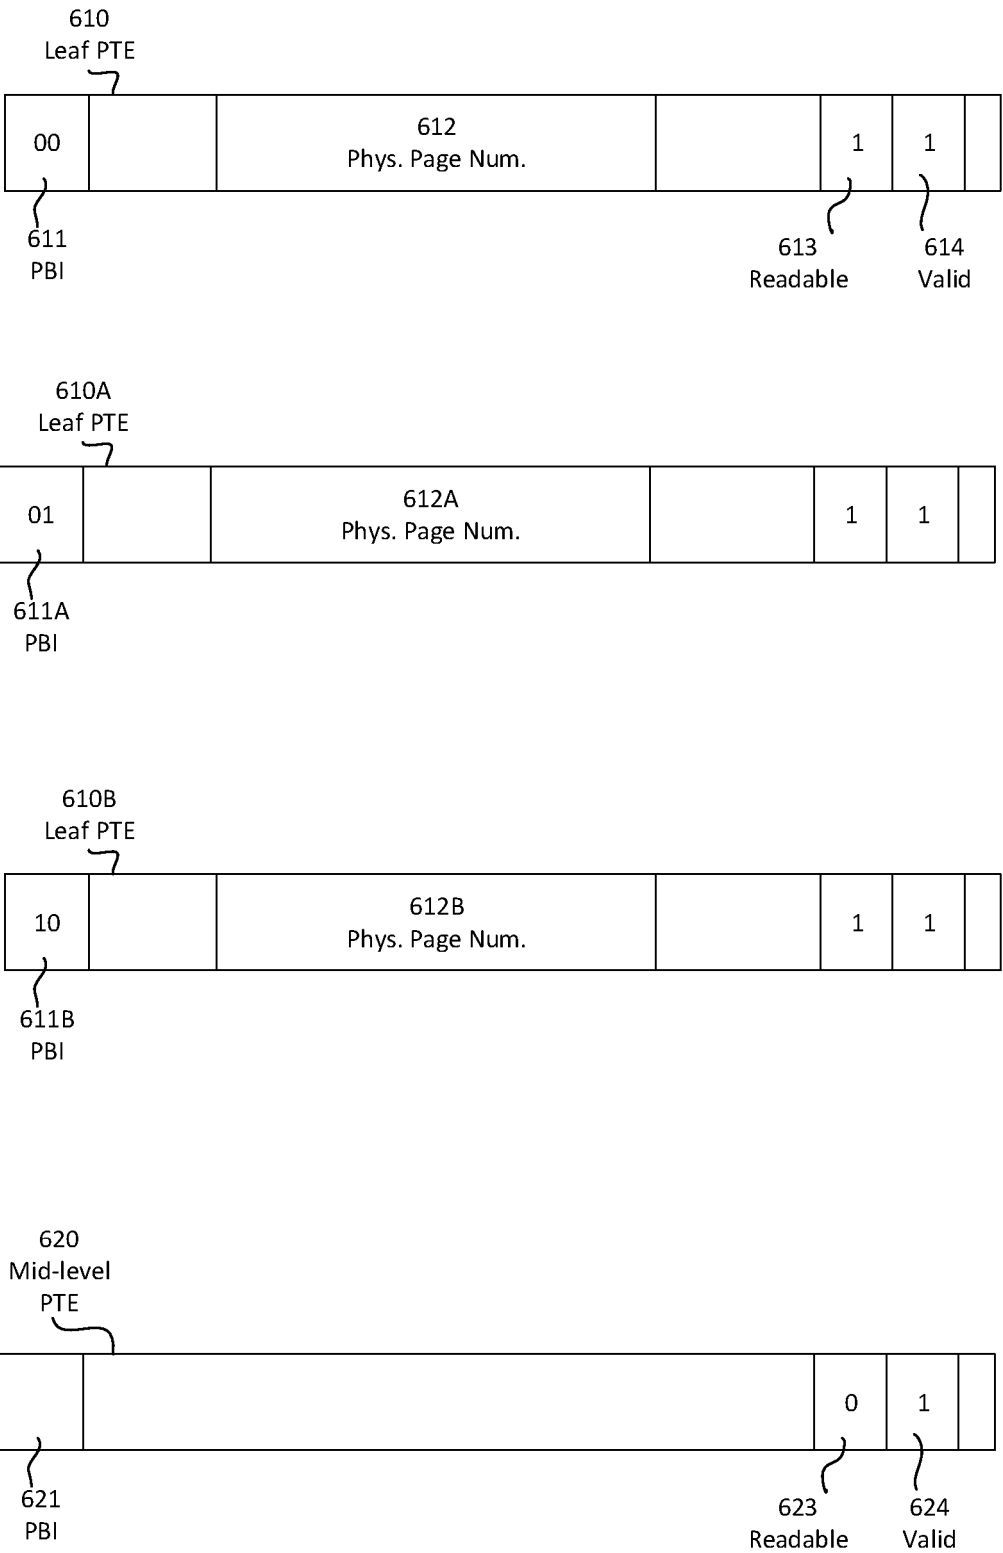 610
Leaf PTE
00
612
Phys. Page Num.
1
1
611
PBI
613
Readable
614
Valid
610A
Leaf PTE
01
612A
Phys. Page Num.
1
1
611A
PBI
610B
Leaf PTE
10
612B
Phys. Page Num.
1
1
611B
PBI
620
Mid-level
PTE
0
1
621
PBI
623
Readable
624
Valid